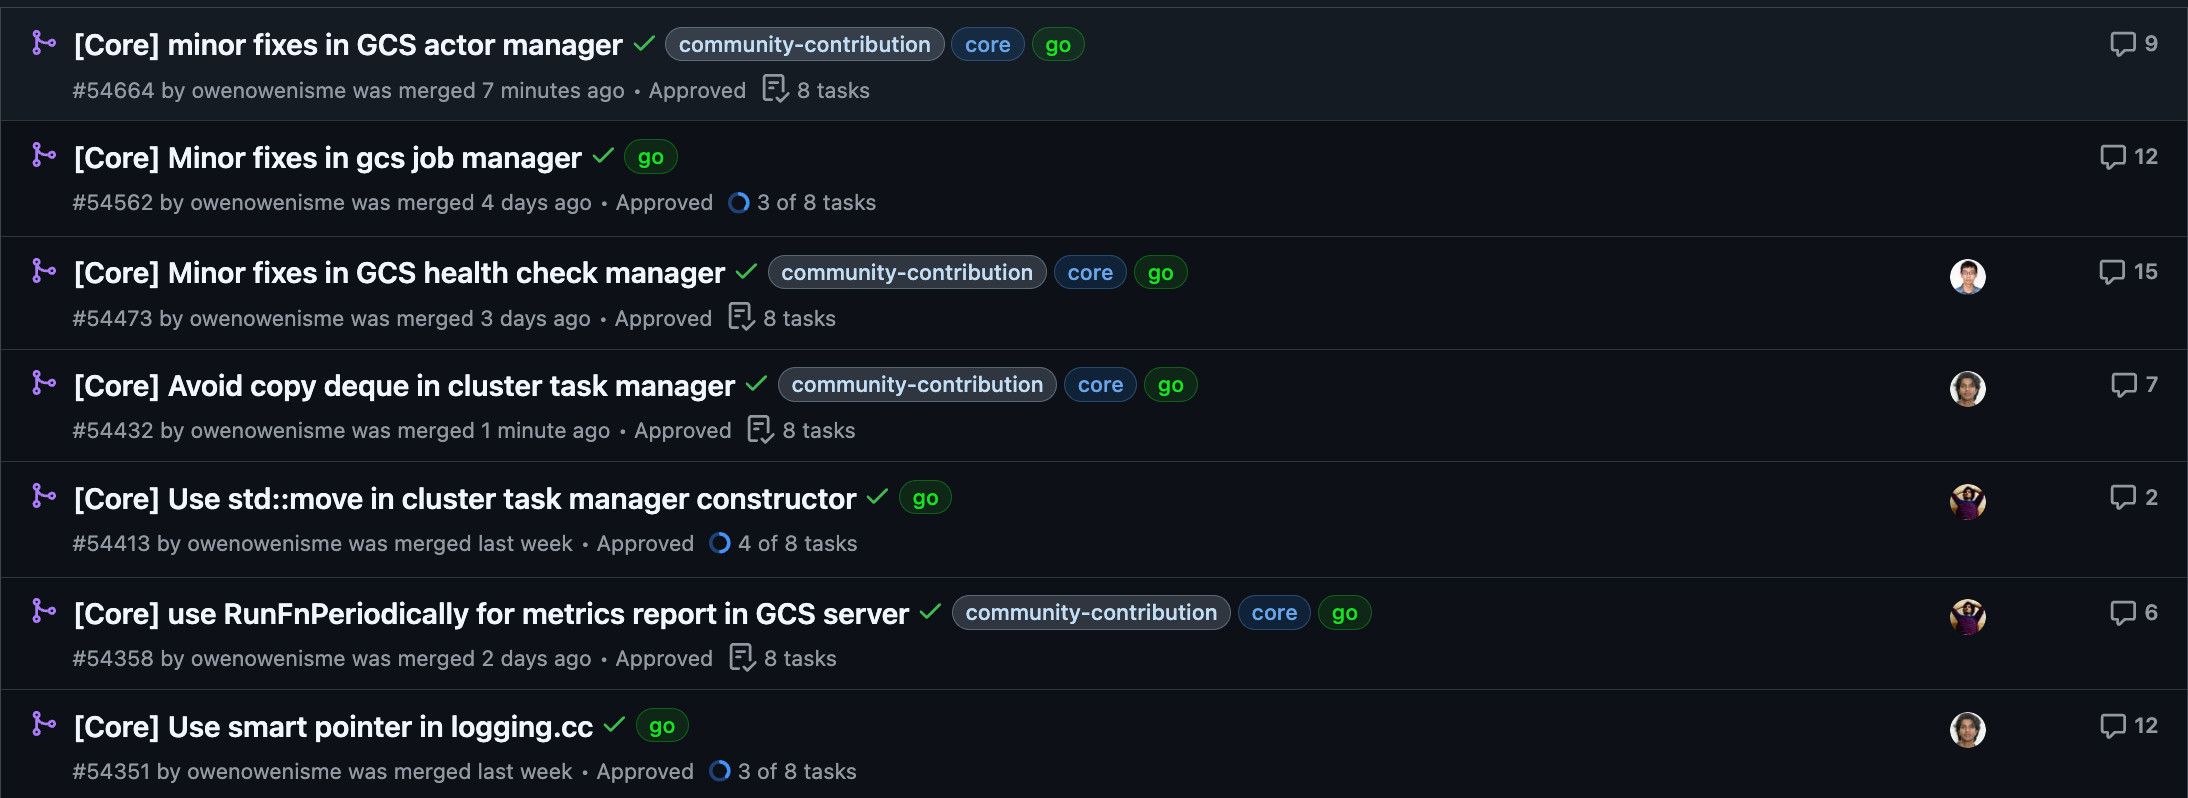 [Core] minor fixes in GCS actor manager community-contribution core go 9
#54664 by owenowenisme was merged 7 minutes ago • Approved 8 tasks
[Core] Minor fixes in gcs job manager go 12
#54562 by owenowenisme was merged 4 days ago • Approved 3 of 8 tasks
[Core] Minor fixes in GCS health check manager community-contribution core go 15
#54473 by owenowenisme was merged 3 days ago • Approved 8 tasks
[Core] Avoid copy deque in cluster task manager community-contribution core go 7
#54432 by owenowenisme was merged 1 minute ago • Approved 8 tasks
[Core] Use std::move in cluster task manager constructor go 2
#54413 by owenowenisme was merged last week • Approved 4 of 8 tasks
[Core] use RunFnPeriodically for metrics report in GCS server community-contribution core go 6
#54358 by owenowenisme was merged 2 days ago • Approved 8 tasks
[Core] Use smart pointer in logging.cc go 12
#54351 by owenowenisme was merged last week • Approved 3 of 8 tasks